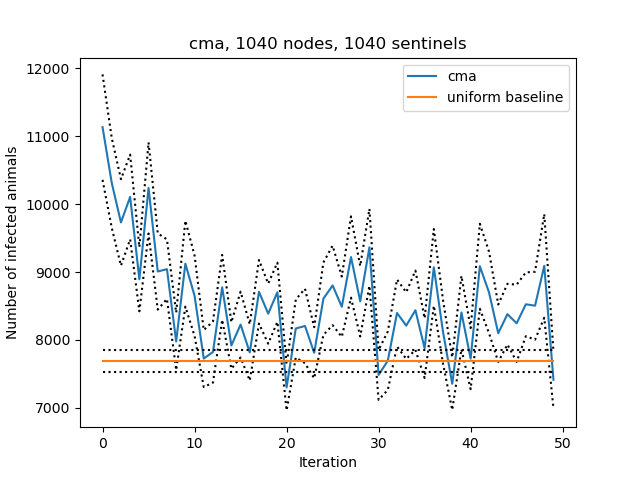 cma, 1040 nodes, 1040 sentinels
12000
11000
10000
9000
8000
7000
Number of infected animals
cma
uniform baseline
0
10
20
30
40
50
Iteration